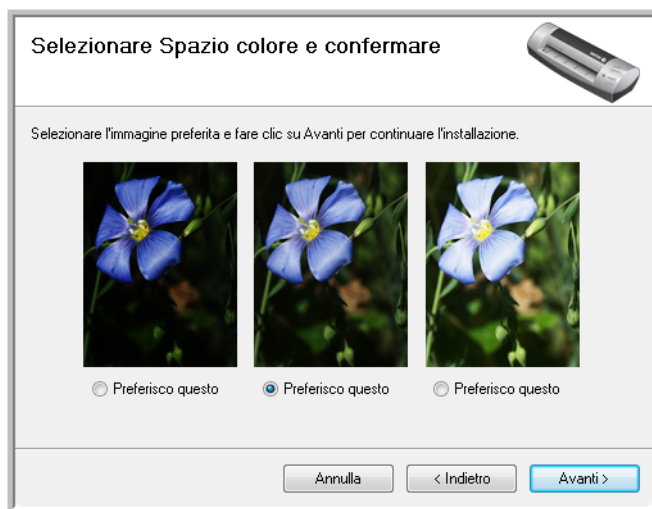 Selezionare Spazio colore e confermare
Selezionare l'immagine preferita e fare clic su Avanti per continuare l'installazione.
Preferisco questo
Preferisco questo
Preferisco questo
Annulla
< Indietro
Avanti >